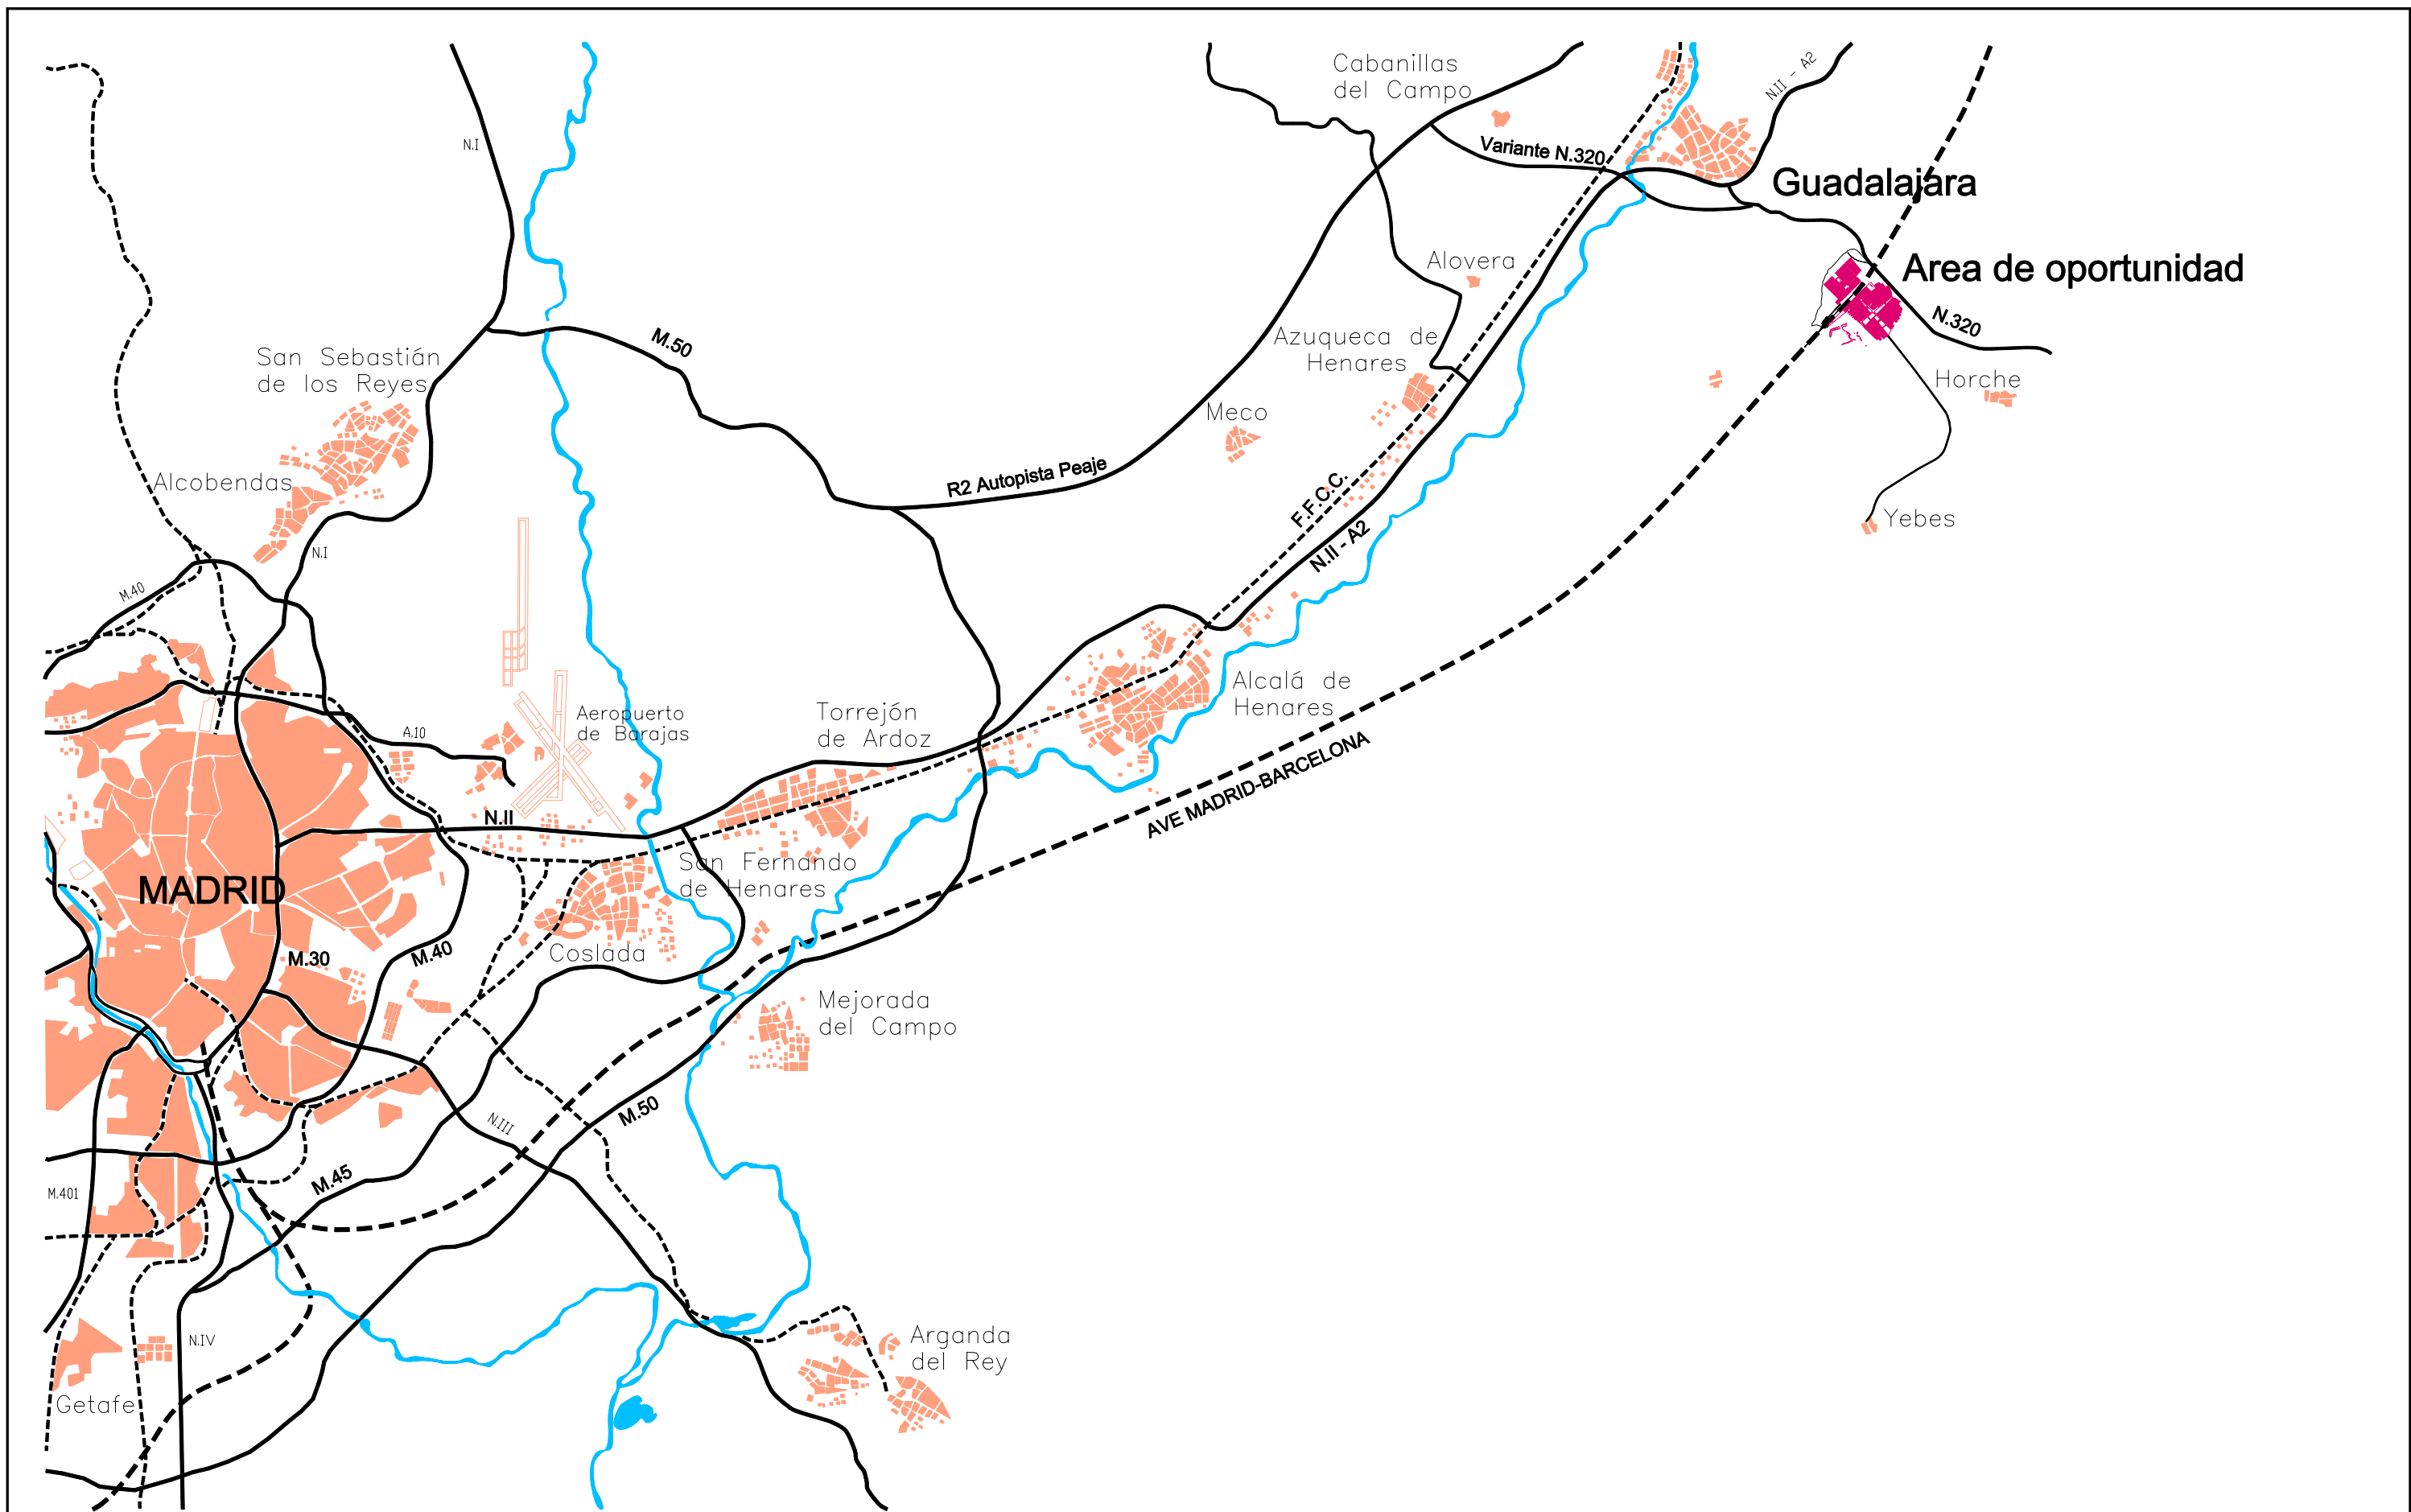 Cabanillas
del Campo
N.II - A2
N.I
Variante N.320
Guadalajara
Alovera
Area de oportunidad
N.320
M.50
San Sebastián
de los Reyes
Azuqueca de
Henares
Horche
Meco
R2 Autopista Peaje
Alcobendas
F.F.C.C.
Yebes
N.I
N.II - A2
M.40
Alcalá de
Henares
Aeropuerto
de Barajas
Torrejón
de Ardoz
A.10
AVE MADRID-BARCELONA
N.II
San Fernando
de Henares
MADRID
M.30
M.40
Coslada
Mejorada
del Campo
M.50
N.III
M.45
M.401
N.IV
Arganda
del Rey
Getafe